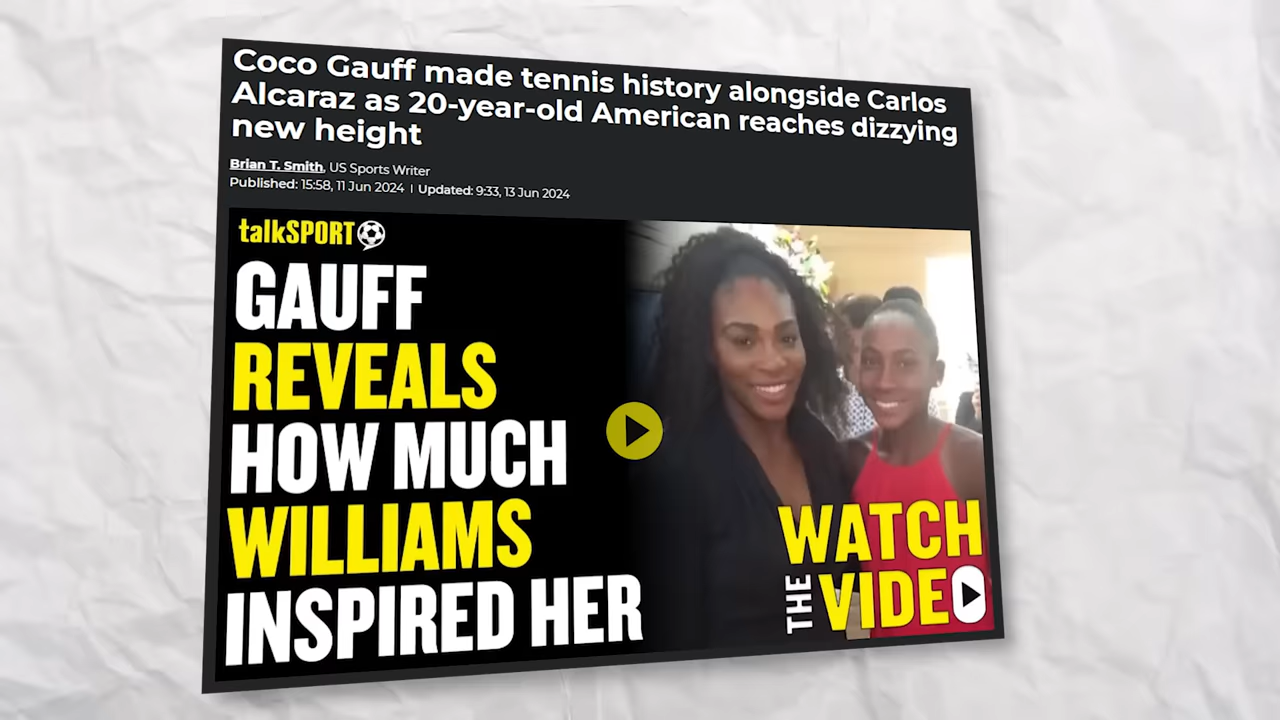 Coco Gauff made tennis history alongside Carlos
Alcaraz as 20-year-old American reaches dizzying
new height
Brian T. Smith, US Sports Writer
Published: 15:58, 11 Jun 2024 | Updated: 9:33, 13 Jun 2024
talkSPORT
GAUFF
REVEALS
HOW MUCH
WILLIAMS
INSPIRED HER
WATCH
THE VIDEO